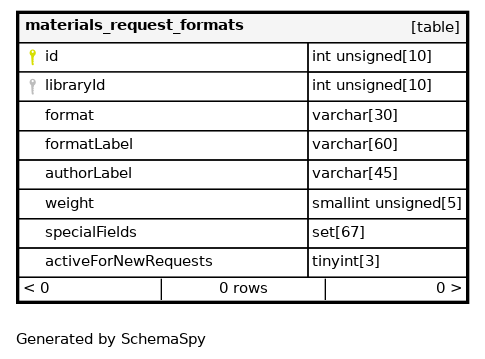 materials_request_formats [table]
id int unsigned[10]
libraryId int unsigned[10]
format varchar[30]
formatLabel varchar[60]
authorLabel varchar[45]
weight smallint unsigned[5]
specialFields set[67]
activeForNewRequests tinyint[3]
< 0 0 rows 0 >
Generated by SchemaSpy